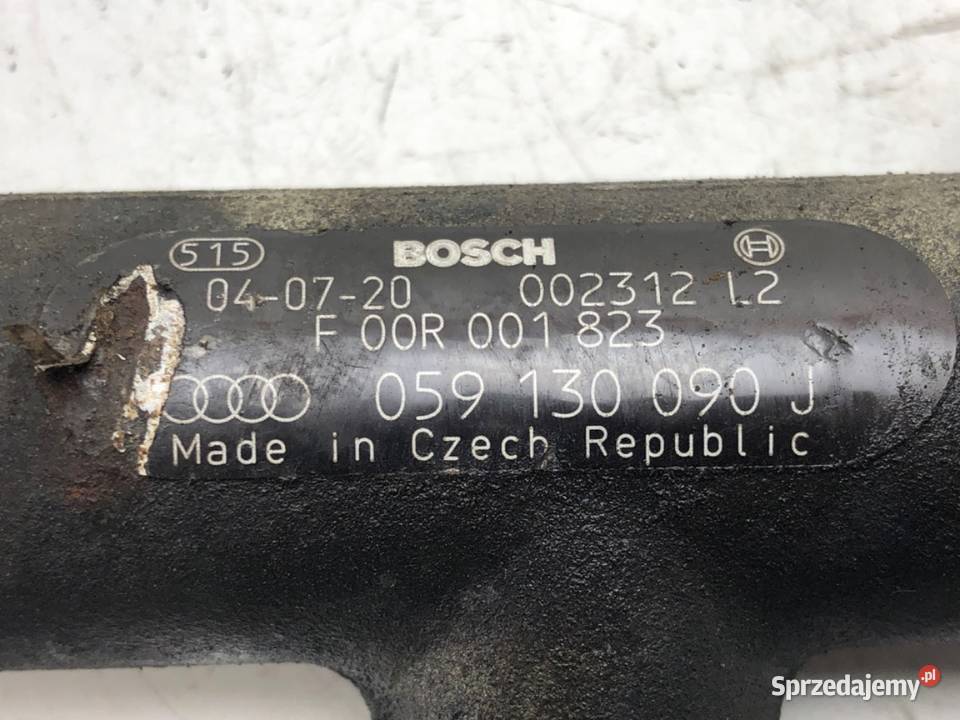 515 BOSCH
04-07-20 002312 L2
F 00R 001 823
059 130 090 J
Made in Czech Republic
Sprzedajemy.pl